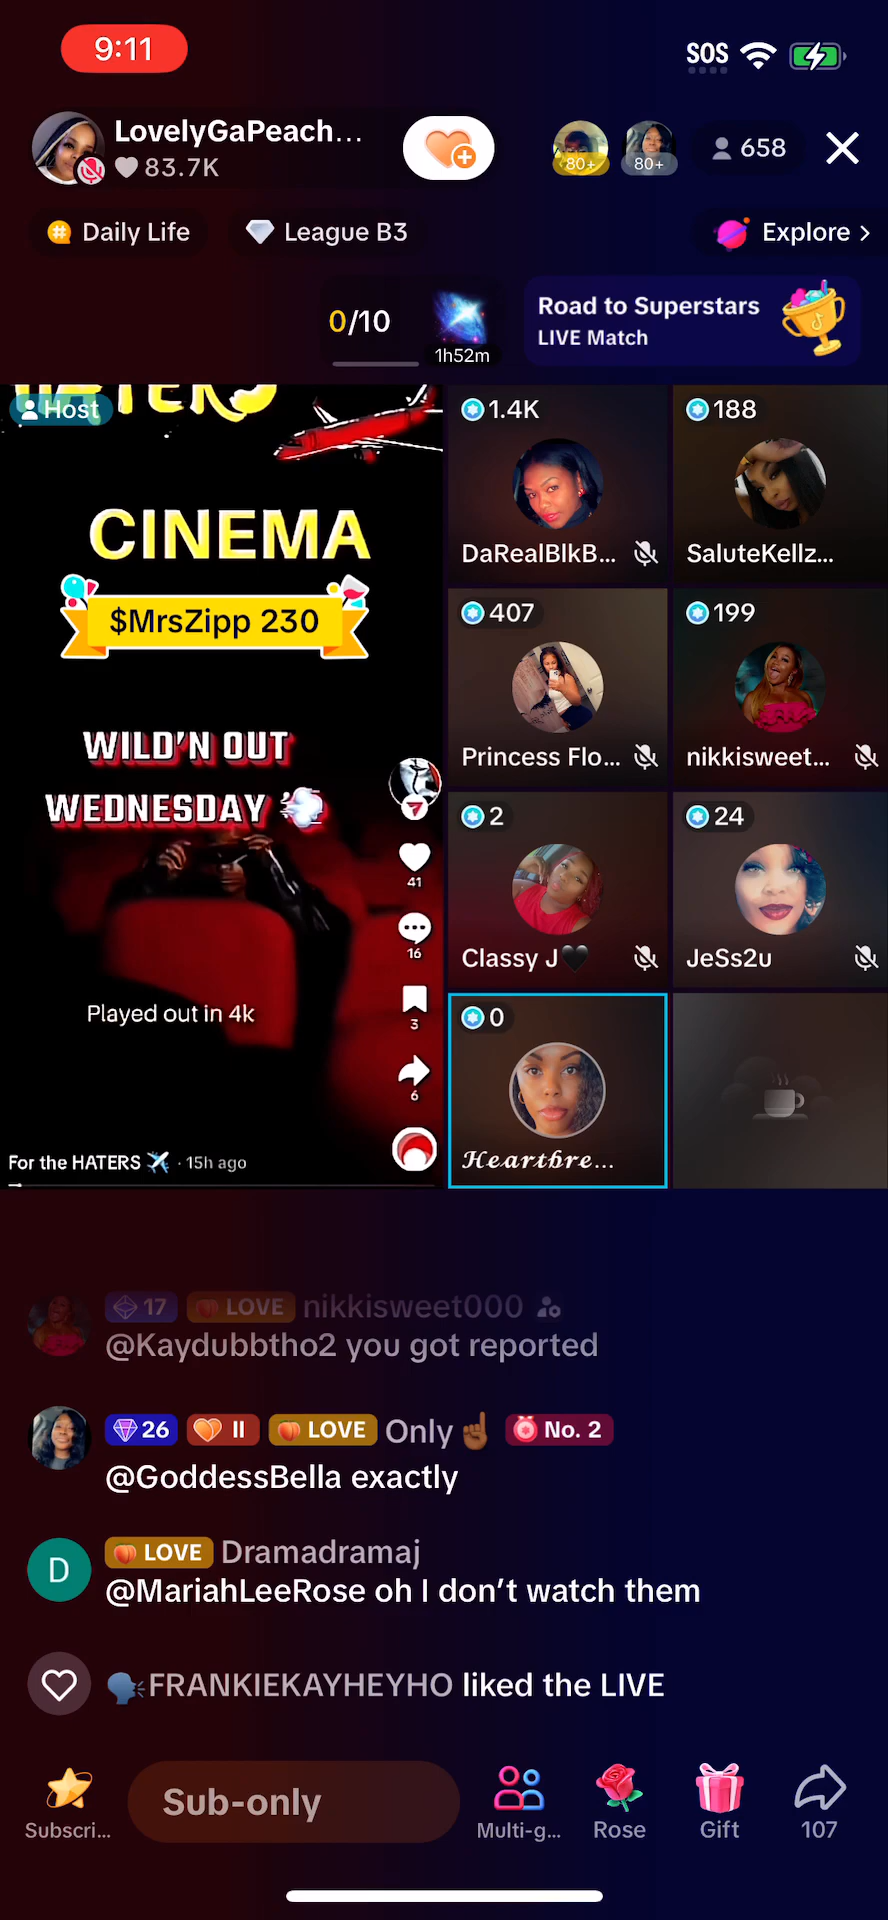 9:11
SOS
LovelyGaPeach...
83.7K
80+
80+
658
Daily Life
League B3
Explore >
0/10
1h52m
Road to Superstars
LIVE Match
HATERS
Host
CINEMA
$MrsZipp 230
WILD'N OUT
WEDNESDAY
41
16
3
6
Played out in 4k
For the HATERS ✈️ · 15h ago
1.4K
DaRealBlkB...
188
SaluteKellz...
407
Princess Flo...
199
nikkisweet...
2
Classy J🖤
24
JeSs2u
0
𝓗𝓮𝓪𝓻𝓽𝓫𝓻𝓮...
17 LOVE nikkisweet000
@Kaydubbtho2 you got reported
26 II LOVE Only☝🏾 No. 2
@GoddessBella exactly
D
LOVE Dramadramaj
@MariahLeeRose oh I don’t watch them
🗣️FRANKIEKAYHEYHO liked the LIVE
Subscri...
Sub-only
Multi-g...
Rose
Gift
107